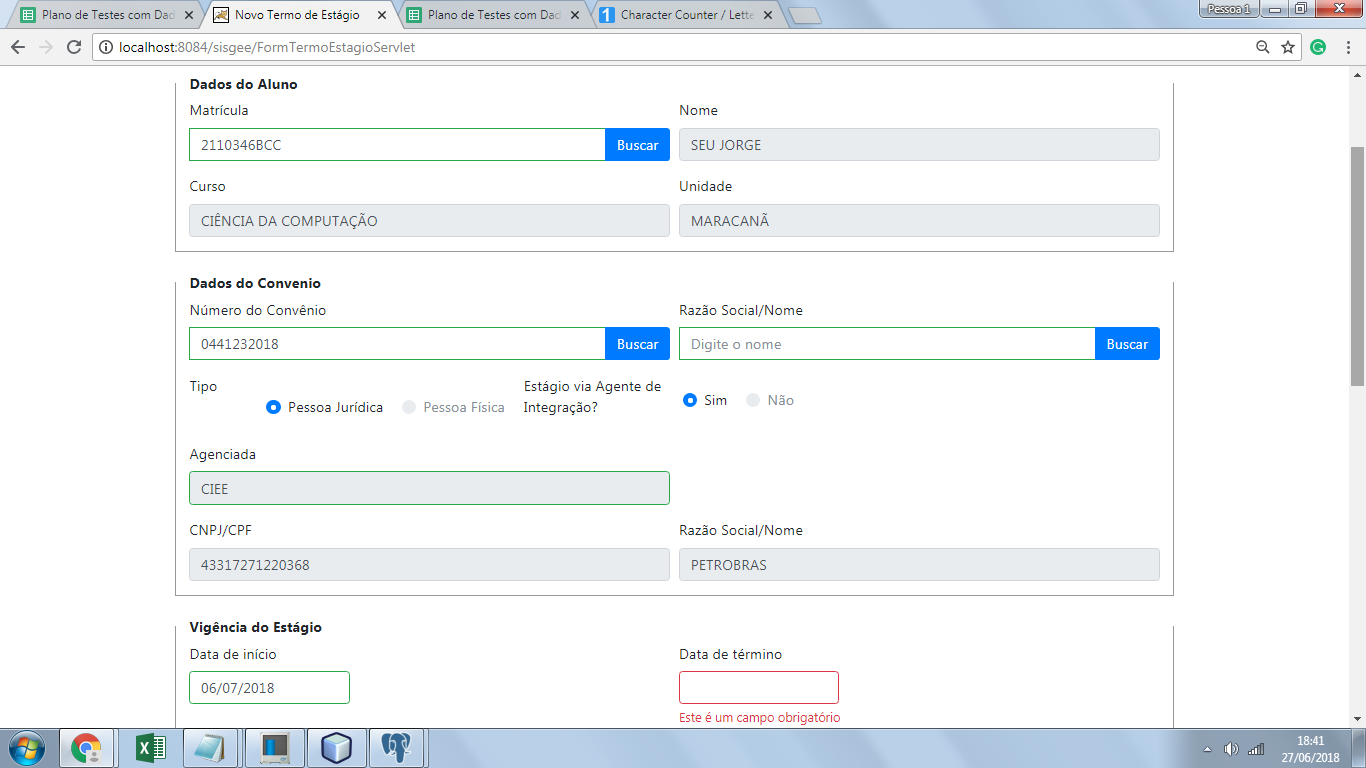 Plano de Testes com Dad
Novo Termo de Estágio
Plano de Testes com Dad
Character Counter / Lette
Pessoa 1
localhost:8084/sisgee/FormTermoEstagioServlet
Dados do Aluno
Matrícula
Nome
2110346BCC
Buscar
SEU JORGE
Curso
Unidade
CIÊNCIA DA COMPUTAÇÃO
MARACANÃ
Dados do Convenio
Número do Convênio
Razão Social/Nome
0441232018
Buscar
Digite o nome
Buscar
Tipo
Pessoa Jurídica
Pessoa Física
Estágio via Agente de
Integração?
Sim
Não
Agenciada
CIEE
CNPJ/CPF
Razão Social/Nome
43317271220368
PETROBRAS
Vigência do Estágio
Data de início
Data de término
06/07/2018
Este é um campo obrigatório
18:41
27/06/2018